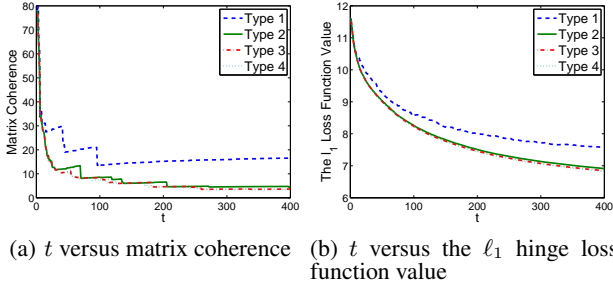 80
70
60
50
40
30
20
10
0
Matrix Coherence
0 100 200 300 400
t
Type 1
Type 2
Type 3
Type 4
12
11
10
9
8
7
6
The l₁ Loss Function Value
0 100 200 300 400
t
Type 1
Type 2
Type 3
Type 4
(a) t versus matrix coherence
(b) t versus the ℓ₁ hinge loss
function value